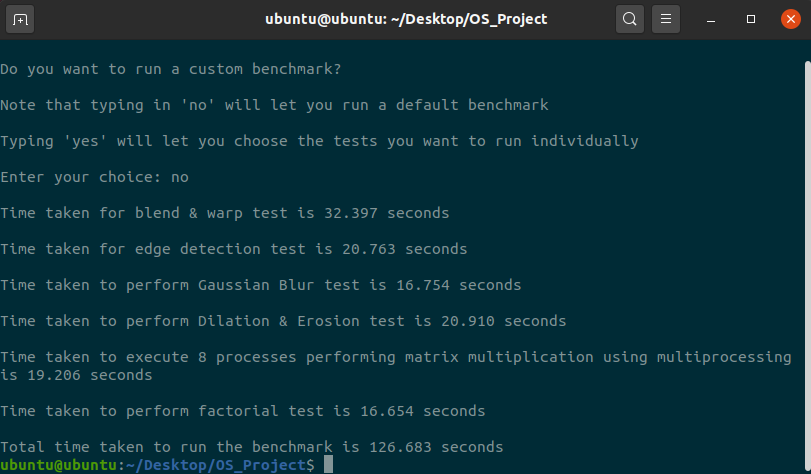 ubuntu@ubuntu: ~/Desktop/OS_Project
Do you want to run a custom benchmark?
Note that typing in 'no' will let you run a default benchmark
Typing 'yes' will let you choose the tests you want to run individually
Enter your choice: no
Time taken for blend & warp test is 32.397 seconds
Time taken for edge detection test is 20.763 seconds
Time taken to perform Gaussian Blur test is 16.754 seconds
Time taken to perform Dilation & Erosion test is 20.910 seconds
Time taken to execute 8 processes performing matrix multiplication using multiprocessing
is 19.206 seconds
Time taken to perform factorial test is 16.654 seconds
Total time taken to run the benchmark is 126.683 seconds
ubuntu@ubuntu:~/Desktop/OS_Project$